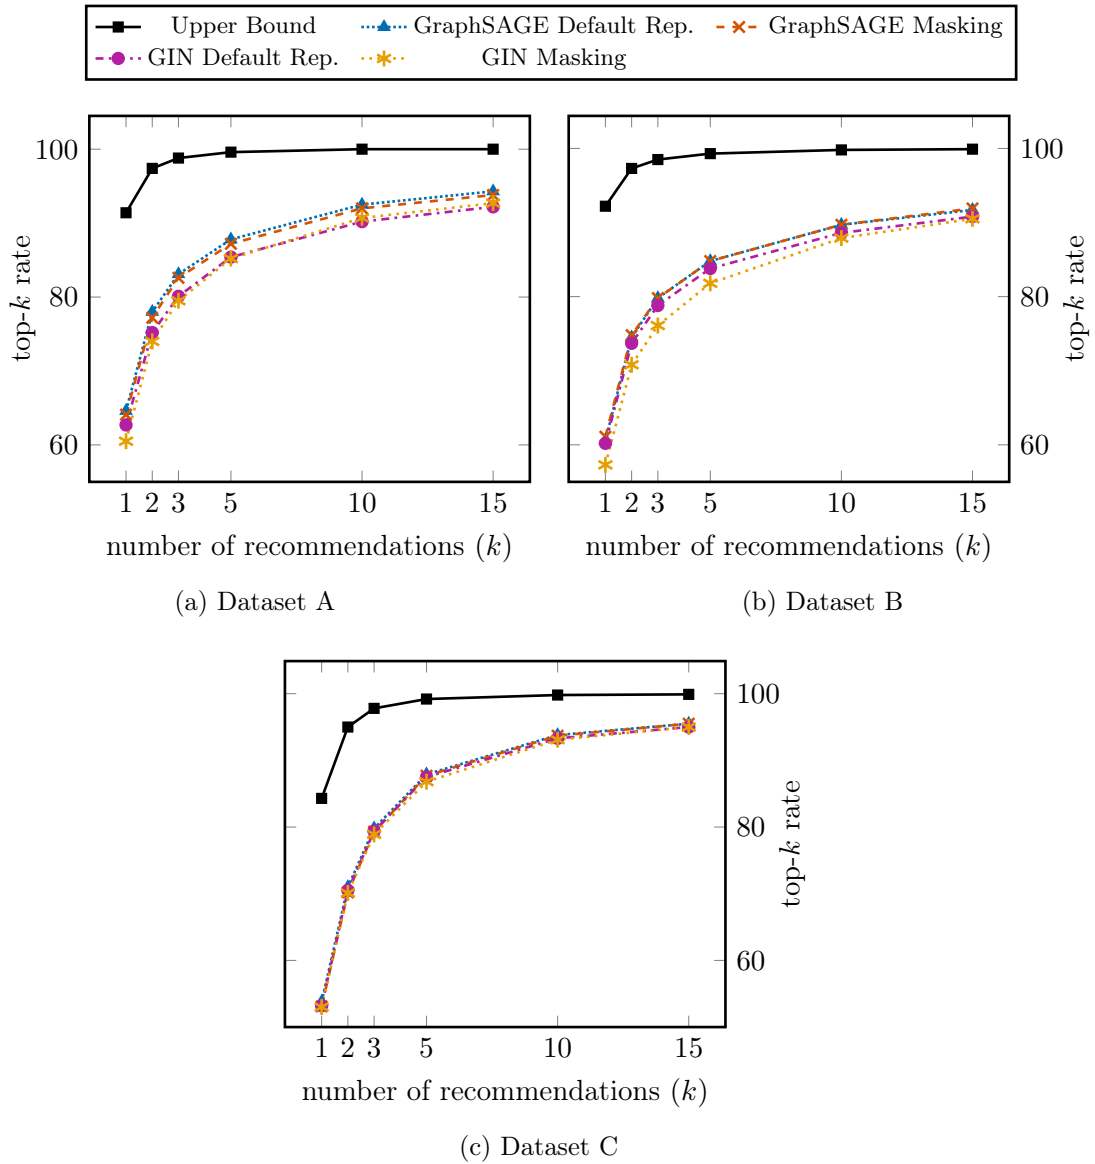 Upper Bound GraphSAGE Default Rep. GraphSAGE Masking
GIN Default Rep. GIN Masking
100
80
60
top-k rate
1 2 3 5 10 15
number of recommendations (k)
(a) Dataset A
100
80
60
top-k rate
1 2 3 5 10 15
number of recommendations (k)
(b) Dataset B
100
80
60
top-k rate
1 2 3 5 10 15
number of recommendations (k)
(c) Dataset C